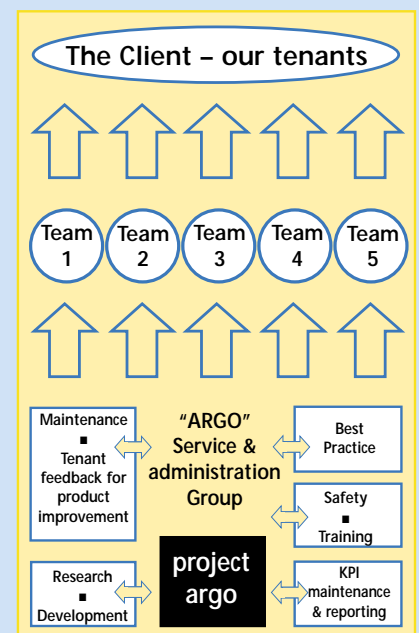 The Client – our tenants
Team
1
Team
2
Team
3
Team
4
Team
5
Maintenance
▪
Tenant
feedback for
product
improvement
“ARGO”
Service &
administration
Group
Best
Practice
Safety
▪
Training
Research
▪
Development
project
argo
KPI
maintenance
& reporting